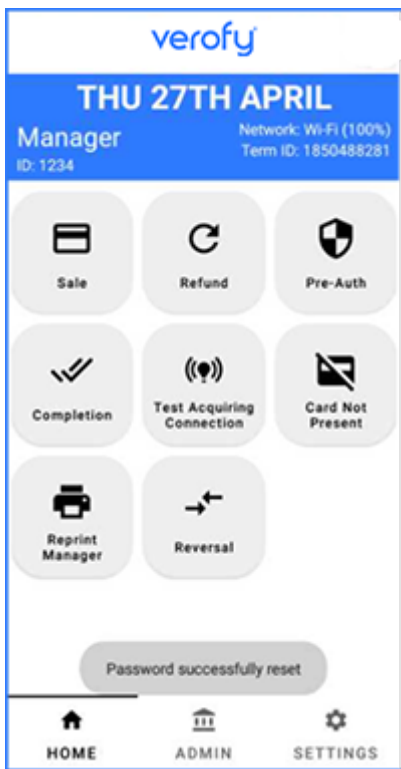 verofy
THU 27TH APRIL
Manager
Network: Wi-Fi (100%)
ID: 1234
Term ID: 1850488281
Sale
Refund
Pre-Auth
Completion
Test Acquiring
Connection
Card Not
Present
Reprint
Manager
Reversal
Password successfully reset
HOME
ADMIN
SETTINGS